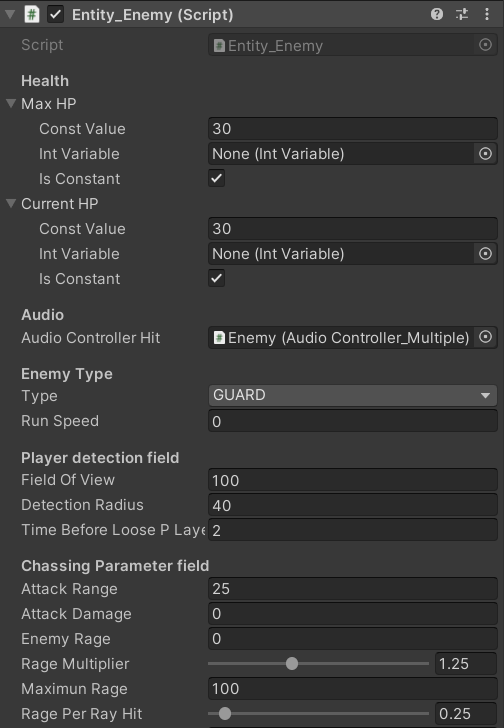 Entity_Enemy (Script)
Script Entity_Enemy
Health
Max HP
Const Value 30
Int Variable None (Int Variable)
Is Constant
Current HP
Const Value 30
Int Variable None (Int Variable)
Is Constant
Audio
Audio Controller Hit Enemy (Audio Controller_Multiple)
Enemy Type
Type GUARD
Run Speed 0
Player detection field
Field Of View 100
Detection Radius 40
Time Before Loose P Laye 2
Chassing Parameter field
Attack Range 25
Attack Damage 0
Enemy Rage 0
Rage Multiplier 1.25
Maximun Rage 100
Rage Per Ray Hit 0.25